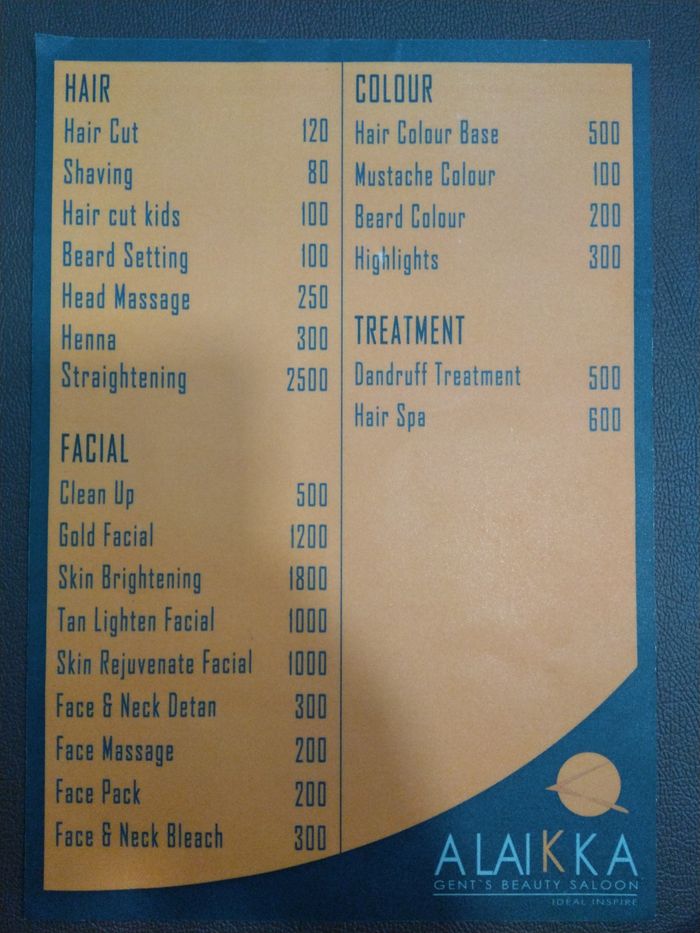 HAIR
Hair Cut 120
Shaving 80
Hair cut kids 100
Beard Setting 100
Head Massage 250
Henna 300
Straightening 2500
FACIAL
Clean Up 500
Gold Facial 1200
Skin Brightening 1800
Tan Lighten Facial 1000
Skin Rejuvenate Facial 1000
Face & Neck Detan 300
Face Massage 200
Face Pack 200
Face & Neck Bleach 300
COLOUR
Hair Colour Base 500
Mustache Colour 100
Beard Colour 200
Highlights 300
TREATMENT
Dandruff Treatment 500
Hair Spa 600
ALAIKKA
GENT`S BEAUTY SALOON
IDEAL INSPIRE